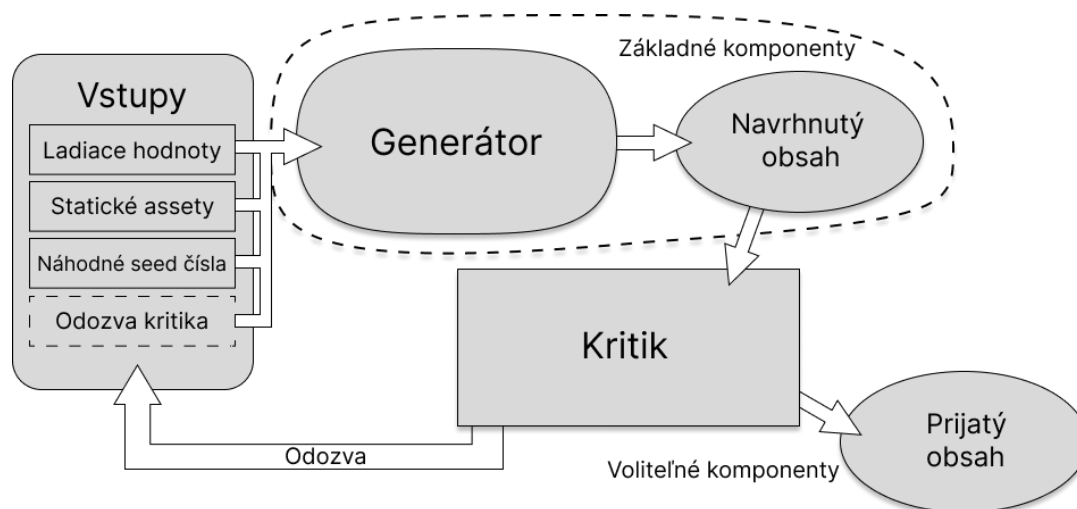 Vstupy
Ladiace hodnoty
Statické assety
Náhodné seed čísla
Odozva kritika
Základné komponenty
Generátor
Navrhnutý
obsah
Kritik
Odozva
Voliteľné komponenty
Prijatý
obsah